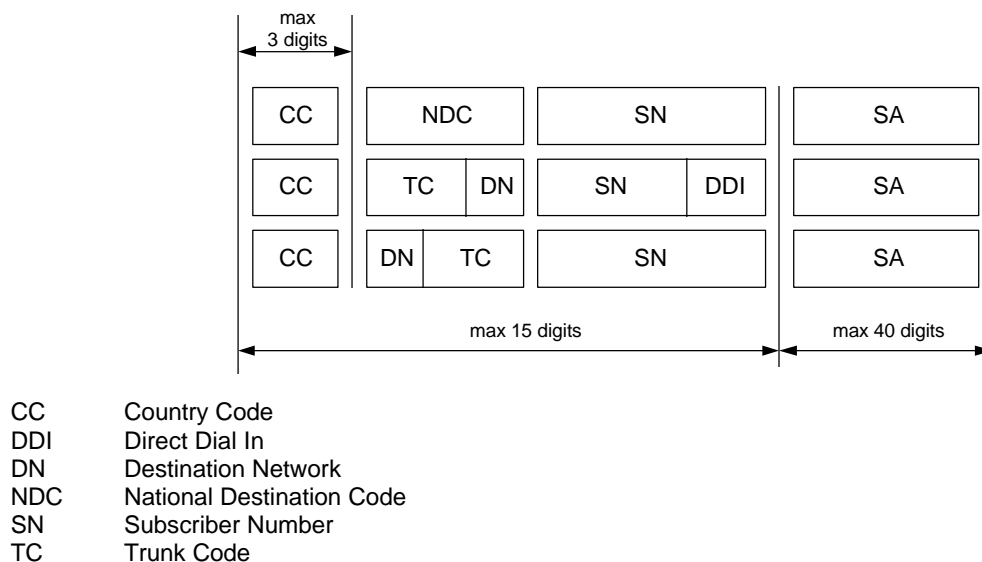 max
3 digits
CC NDC SN SA
CC TC DN SN DDI SA
CC DN TC SN SA
max 15 digits max 40 digits
CC Country Code
DDI Direct Dial In
DN Destination Network
NDC National Destination Code
SN Subscriber Number
TC Trunk Code